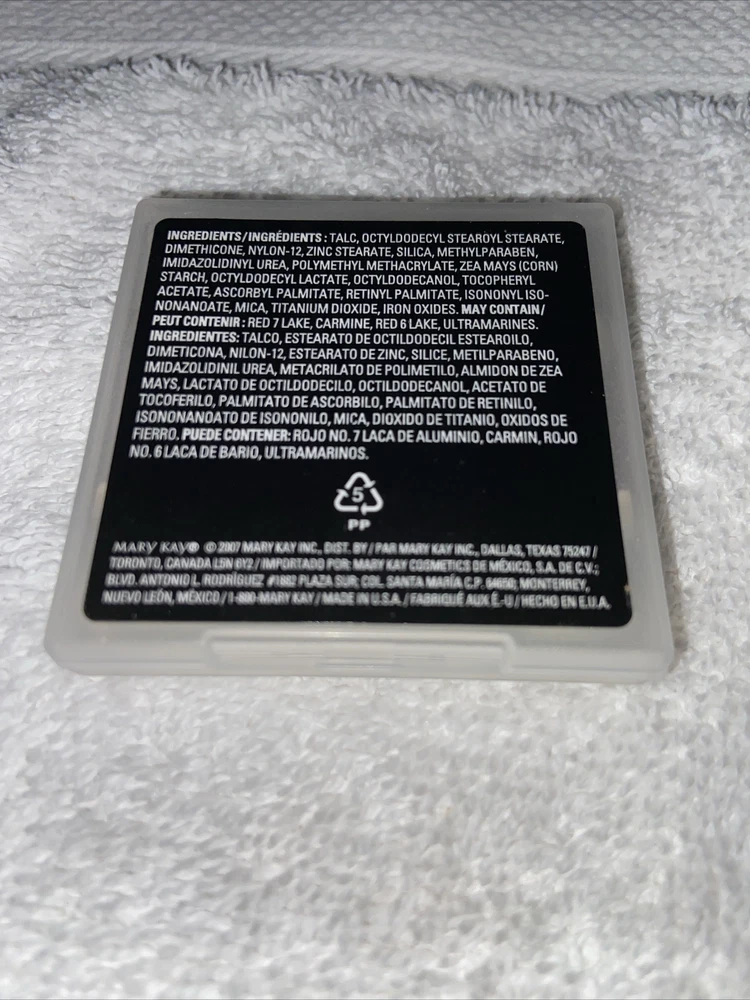 INGREDIENTS/INGRÉDIENTS: TALC, OCTYLDODECYL STEAROYL STEARATE,
DIMETHICONE, NYLON-12, ZINC STEARATE, SILICA, METHYLPARABEN,
IMIDAZOLIDINYL UREA, POLYMETHYL METHACRYLATE, ZEA MAYS (CORN)
STARCH, OCTYLDODECYL LACTATE, OCTYLDODECANOL, TOCOPHERYL
ACETATE, ASCORBYL PALMITATE, RETINYL PALMITATE, ISONONYL ISO-
NONANOATE, MICA, TITANIUM DIOXIDE, IRON OXIDES. MAY CONTAIN/
PEUT CONTENIR: RED 7 LAKE, CARMINE, RED 6 LAKE, ULTRAMARINES.
INGREDIENTES: TALCO, ESTEARATO DE OCTILDODECIL ESTEAROILO,
DIMETICONA, NILON-12, ESTEARATO DE ZINC, SILICE, METILPARABENO,
IMIDAZOLIDINIL UREA, METACRILATO DE POLIMETILO, ALMIDON DE ZEA
MAYS, LACTATO DE OCTILDODECILO, OCTILDODECANOL, ACETATO DE
TOCOFERILO, PALMITATO DE ASCORBILO, PALMITATO DE RETINILO,
ISONONANOATO DE ISONONILO, MICA, DIOXIDO DE TITANIO, OXIDOS DE
FIERRO. PUEDE CONTENER: ROJO NO. 7 LACA DE ALUMINIO, CARMIN, ROJO
NO. 6 LACA DE BARIO, ULTRAMARINOS.
5
PP
MARY KAY® © 2007 MARY KAY INC., DIST. BY / PAR MARY KAY INC., DALLAS, TEXAS 75247 /
TORONTO, CANADA L5N 6Y2 / IMPORTADO POR: MARY KAY COSMETICS DE MÉXICO, S.A. DE C.V.;
BLVD. ANTONIO L. RODRÍGUEZ #1882 PLAZA SUR; COL. SANTA MARÍA C.P. 64650; MONTERREY,
NUEVO LEÓN, MÉXICO / 1-800-MARY KAY / MADE IN U.S.A. / FABRIQUÉ AUX É.-U / HECHO EN E.U.A.